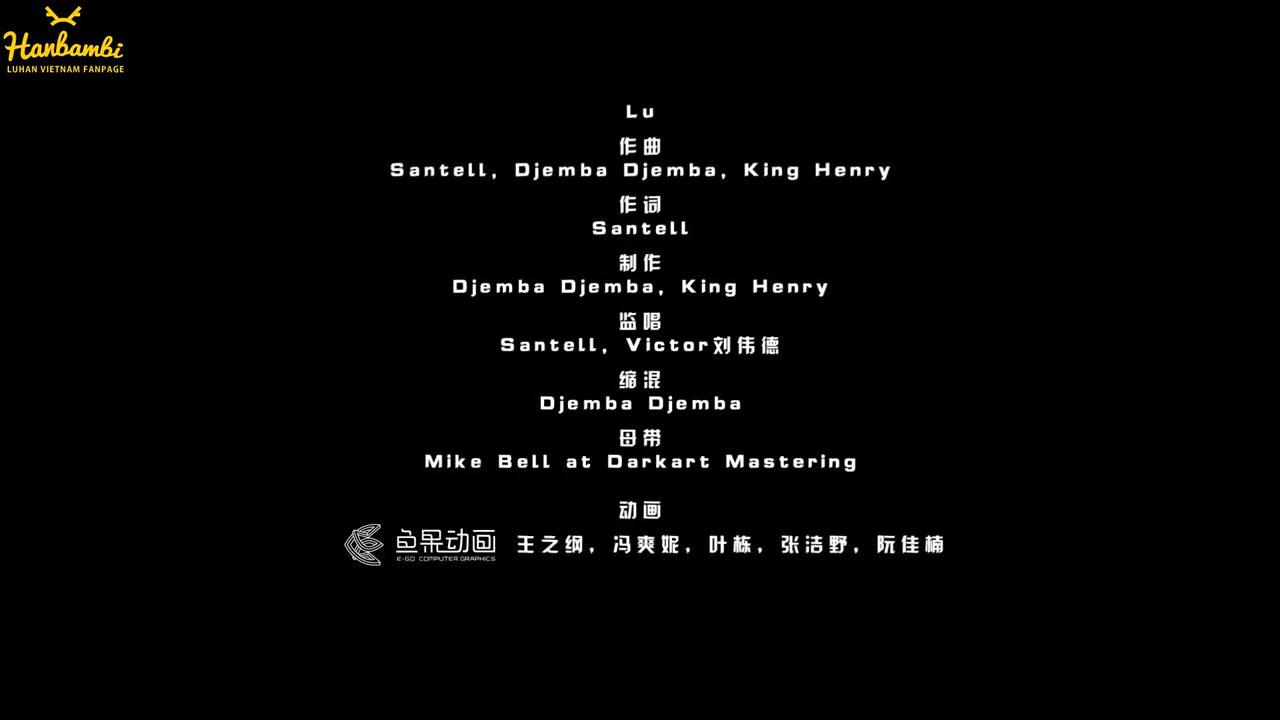 Hanbambi
LUHAN VIETNAM FANPAGE
Lu
作曲
Santell, Djemba Djemba, King Henry
作词
Santell
制作
Djemba Djemba, King Henry
监唱
Santell, Victor刘伟德
缩混
Djemba Djemba
母带
Mike Bell at Darkart Mastering
动画
鱼果动画 王之纲，冯爽妮，叶栋，张洁野，阮佳楠
E-GO COMPUTER GRAPHICS